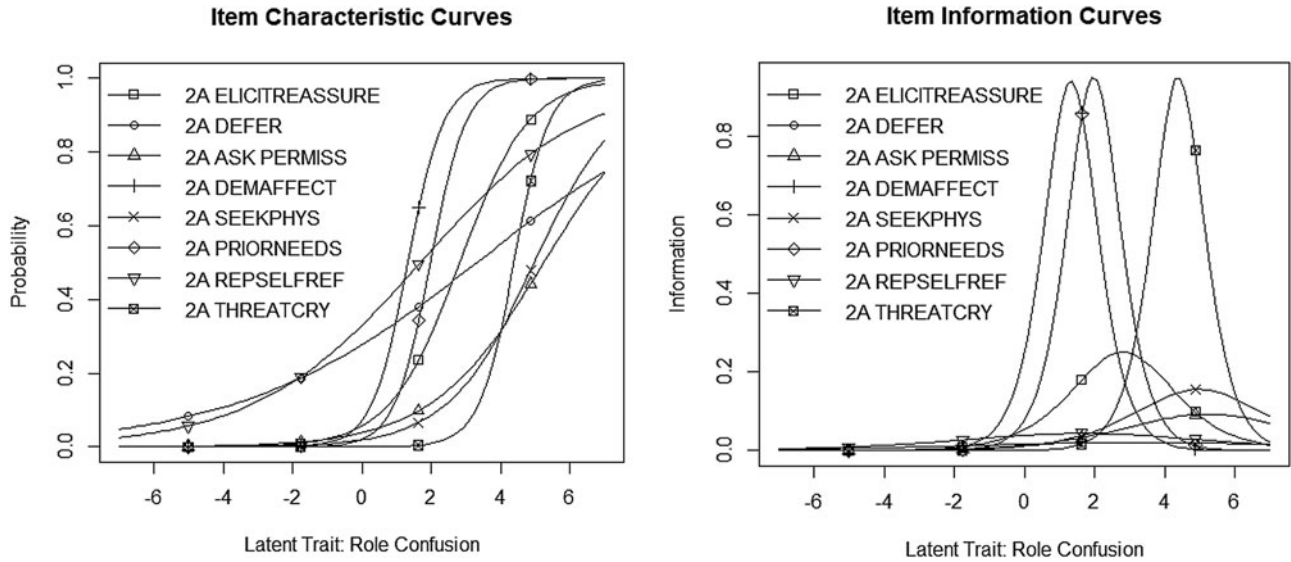 Item Characteristic Curves
Probability
1.0
0.8
0.6
0.4
0.2
0.0
2A ELICITREASSURE
2A DEFER
2A ASK PERMISS
2A DEMAFFECT
2A SEEKPHYS
2A PRIORNEEDS
2A REPSELFREF
2A THREATCRY
-6 -4 -2 0 2 4 6
Latent Trait: Role Confusion
Item Information Curves
Information
0.8
0.6
0.4
0.2
0.0
2A ELICITREASSURE
2A DEFER
2A ASK PERMISS
2A DEMAFFECT
2A SEEKPHYS
2A PRIORNEEDS
2A REPSELFREF
2A THREATCRY
-6 -4 -2 0 2 4 6
Latent Trait: Role Confusion